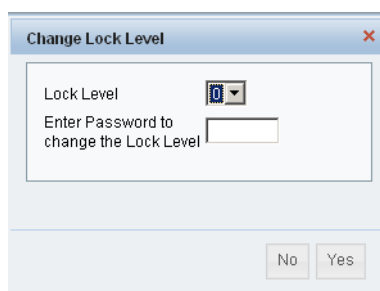 Change Lock Level
Lock Level 0
Enter Password to
change the Lock Level
No Yes